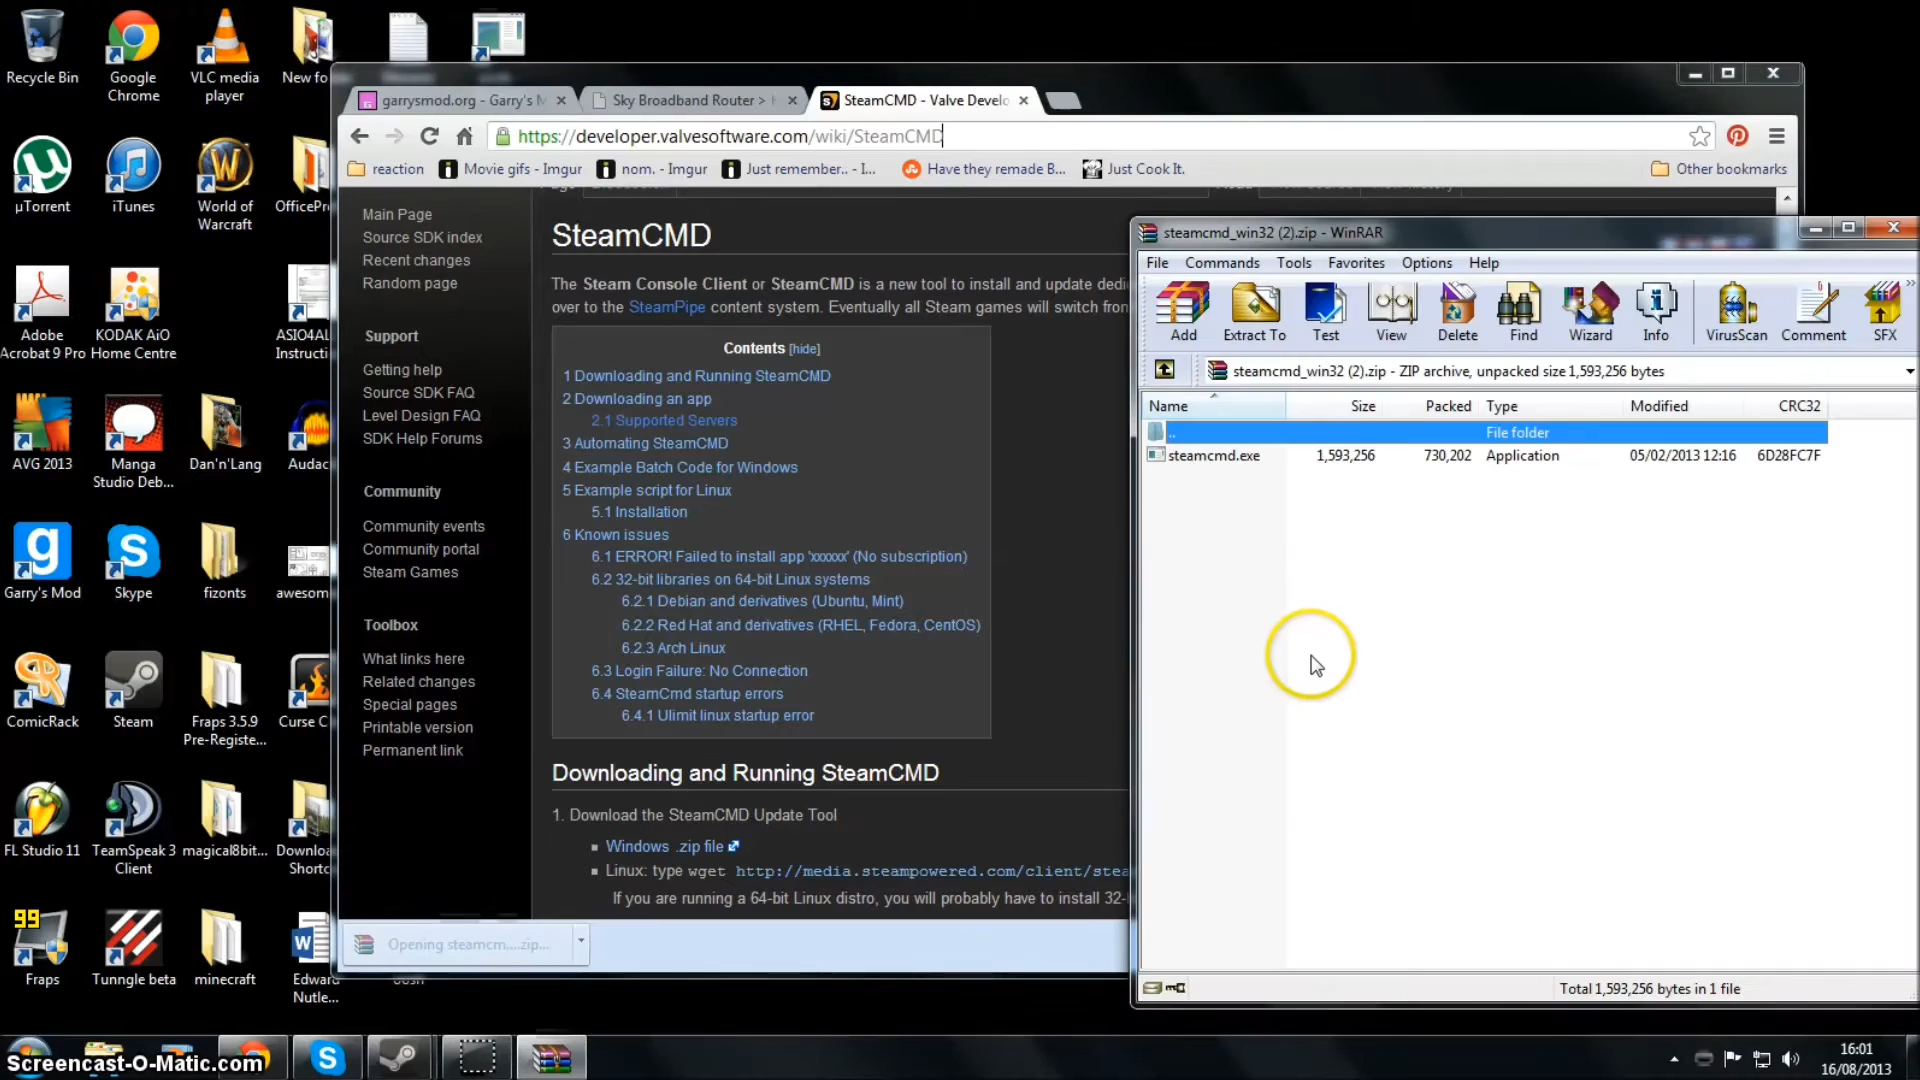 Recycle Bin
Google Chrome
VLC media player
New fo
µTorrent
iTunes
World of Warcraft
OfficePr
Adobe Acrobat 9 Pro
KODAK AiO Home Centre
ASIO4AL Instructi
AVG 2013
Manga Studio Deb...
Dan'n'Lang
Audac
Garry's Mod
Skype
fizonts
awesom
ComicRack
Steam
Fraps 3.5.9 Pre-Registe...
Curse C
FL Studio 11
TeamSpeak 3 Client
magical8bit...
Downloa Shortc
99
Fraps
Tunngle beta
minecraft
Edward Nutle...
garrysmod.org - Garry's M
Sky Broadband Router >
SteamCMD - Valve Develo
https://developer.valvesoftware.com/wiki/SteamCMD
reaction
Movie gifs - Imgur
nom. - Imgur
Just remember.. - I...
Have they remade B...
Just Cook It.
Other bookmarks
Main Page
Source SDK index
Recent changes
Random page
Support
Getting help
Source SDK FAQ
Level Design FAQ
SDK Help Forums
Community
Community events
Community portal
Steam Games
Toolbox
What links here
Related changes
Special pages
Printable version
Permanent link
SteamCMD
The Steam Console Client or SteamCMD is a new tool to install and update dedi
over to the SteamPipe content system. Eventually all Steam games will switch from
Contents [hide]
1 Downloading and Running SteamCMD
2 Downloading an app
2.1 Supported Servers
3 Automating SteamCMD
4 Example Batch Code for Windows
5 Example script for Linux
5.1 Installation
6 Known issues
6.1 ERROR! Failed to install app 'xxxxxx' (No subscription)
6.2 32-bit libraries on 64-bit Linux systems
6.2.1 Debian and derivatives (Ubuntu, Mint)
6.2.2 Red Hat and derivatives (RHEL, Fedora, CentOS)
6.2.3 Arch Linux
6.3 Login Failure: No Connection
6.4 SteamCmd startup errors
6.4.1 Ulimit linux startup error
Downloading and Running SteamCMD
1. Download the SteamCMD Update Tool
Windows .zip file
Linux: type wget http://media.steampowered.com/client/stea
If you are running a 64-bit Linux distro, you will probably have to install 32-
Opening steamcm....zip...
steamcmd_win32 (2).zip - WinRAR
File Commands Tools Favorites Options Help
Add Extract To Test View Delete Find Wizard Info VirusScan Comment SFX
steamcmd_win32 (2).zip - ZIP archive, unpacked size 1,593,256 bytes
Name Size Packed Type Modified CRC32
.. File folder
steamcmd.exe 1,593,256 730,202 Application 05/02/2013 12:16 6D28FC7F
Total 1,593,256 bytes in 1 file
Screencast-O-Matic.com
16:01
16/08/2013